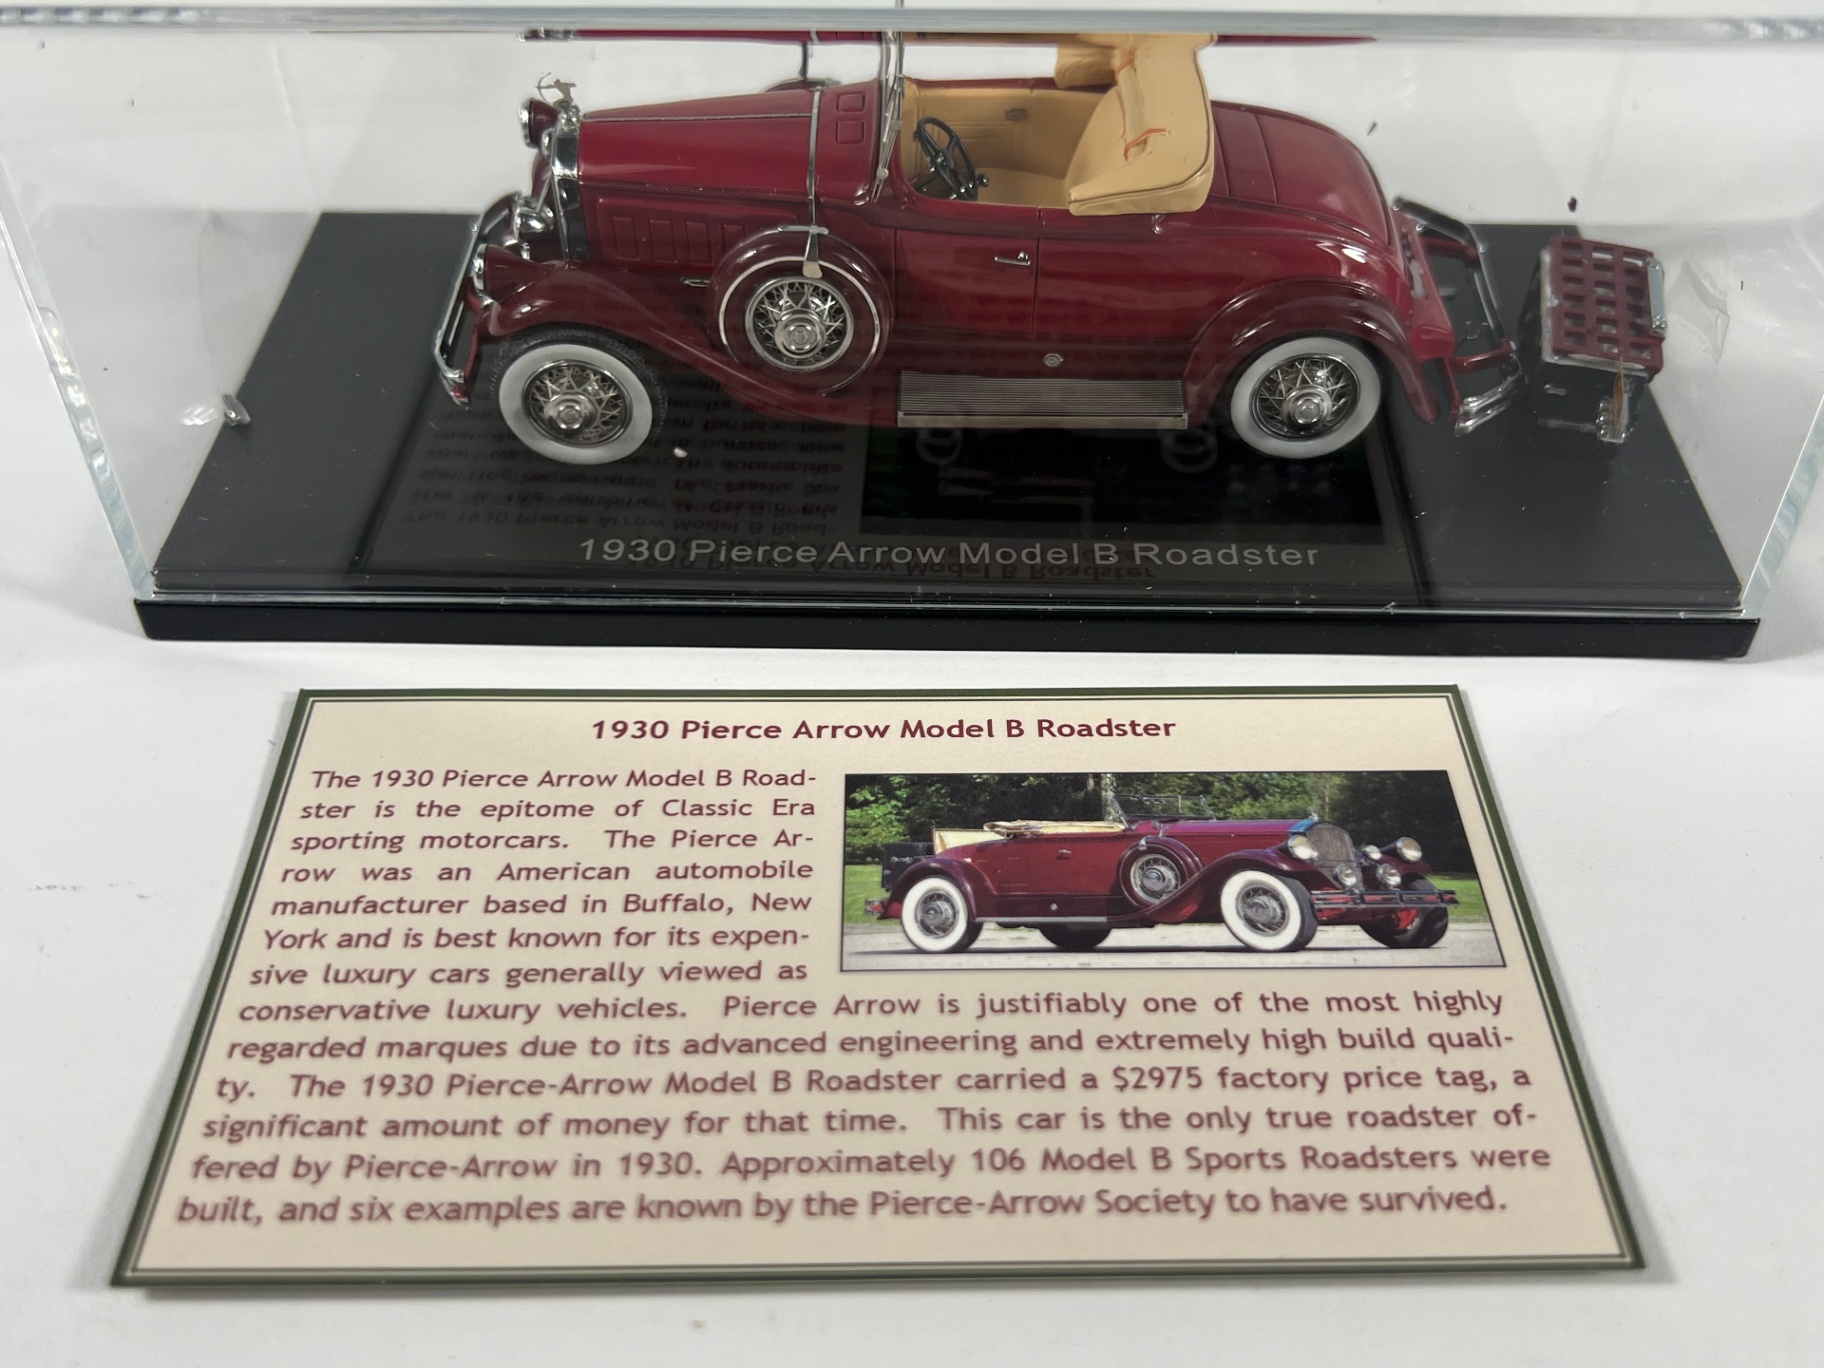 1930 Pierce Arrow Model B Roadster
1930 Pierce Arrow Model B Roadster
The 1930 Pierce Arrow Model B Road-
ster is the epitome of Classic Era
sporting motorcars. The Pierce Ar-
row was an American automobile
manufacturer based in Buffalo, New
York and is best known for its expen-
sive luxury cars generally viewed as
conservative luxury vehicles. Pierce Arrow is justifiably one of the most highly
regarded marques due to its advanced engineering and extremely high build quali-
ty. The 1930 Pierce-Arrow Model B Roadster carried a $2975 factory price tag, a
significant amount of money for that time. This car is the only true roadster of-
fered by Pierce-Arrow in 1930. Approximately 106 Model B Sports Roadsters were
built, and six examples are known by the Pierce-Arrow Society to have survived.